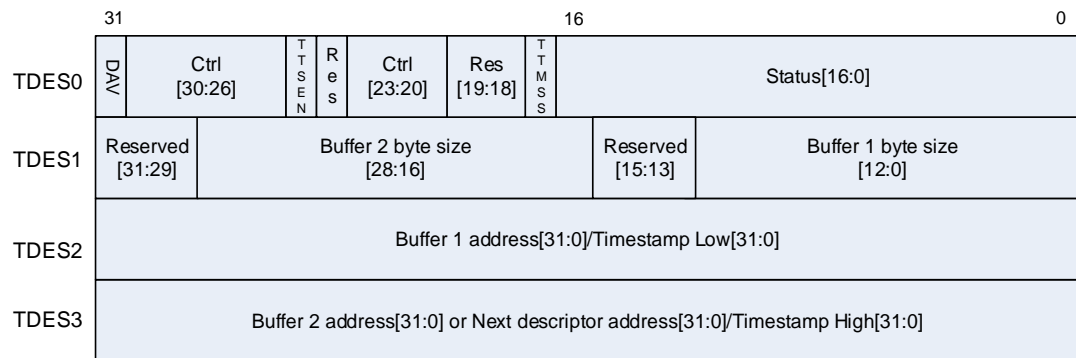 31 16 0
TDES0 DAV Ctrl [30:26] TTSEN Res Ctrl [23:20] Res [19:18] TTMSS Status[16:0]
TDES1 Reserved [31:29] Buffer 2 byte size [28:16] Reserved [15:13] Buffer 1 byte size [12:0]
TDES2 Buffer 1 address[31:0]/Timestamp Low[31:0]
TDES3 Buffer 2 address[31:0] or Next descriptor address[31:0]/Timestamp High[31:0]